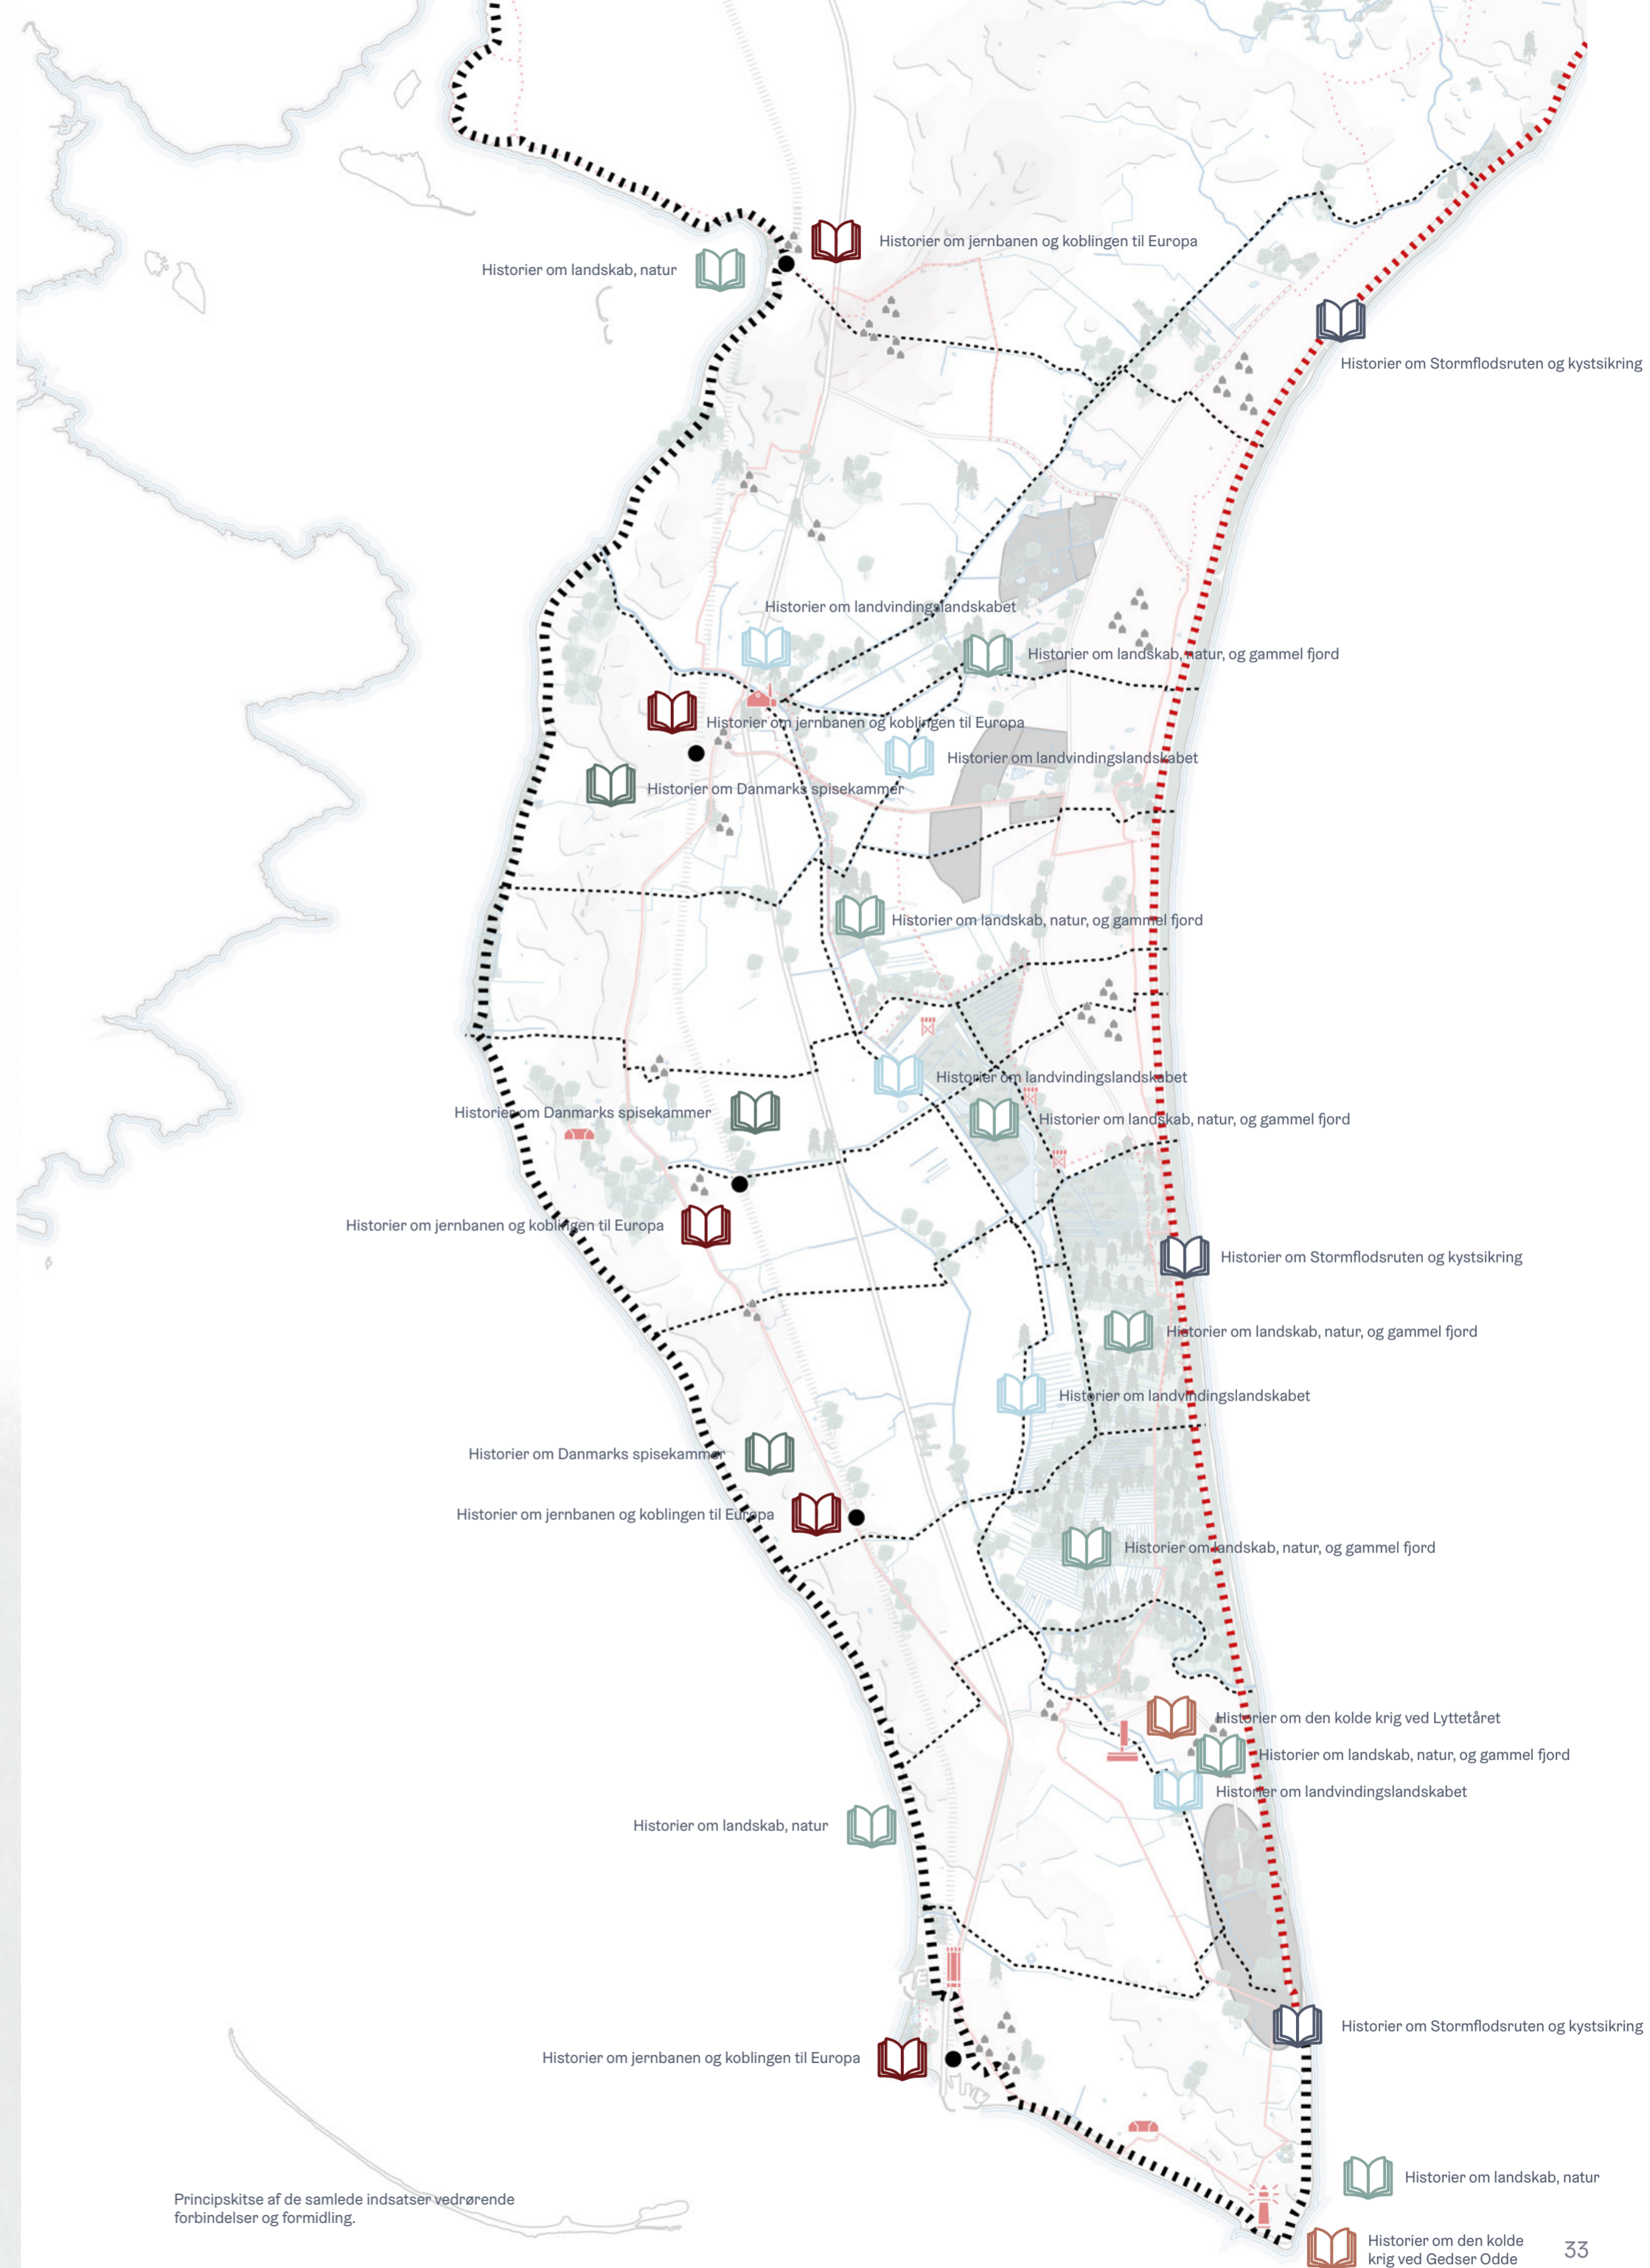 Historier om jernbanen og koblingen til Europa
Historier om landskab, natur
Historier om Stormflodsruten og kystsikring
Historier om landvindingslandskabet
Historier om landskab, natur, og gammel fjord
Historier om jernbanen og koblingen til Europa
Historier om landvindingslandskabet
Historier om Danmarks spisekammer
Historier om landskab, natur, og gammel fjord
Historier om landvindingslandskabet
Historier om Danmarks spisekammer
Historier om landskab, natur, og gammel fjord
Historier om jernbanen og koblingen til Europa
Historier om Stormflodsruten og kystsikring
Historier om landskab, natur, og gammel fjord
Historier om landvindingslandskabet
Historier om Danmarks spisekammer
Historier om jernbanen og koblingen til Europa
Historier om landskab, natur, og gammel fjord
Historier om den kolde krig ved Lyttetåret
Historier om landskab, natur, og gammel fjord
Historier om landvindingslandskabet
Historier om landskab, natur
Historier om Stormflodsruten og kystsikring
Historier om jernbanen og koblingen til Europa
Historier om landskab, natur
Principskitse af de samlede indsatser vedrørende
forbindelser og formidling.
Historier om den kolde
krig ved Gedser Odde
33